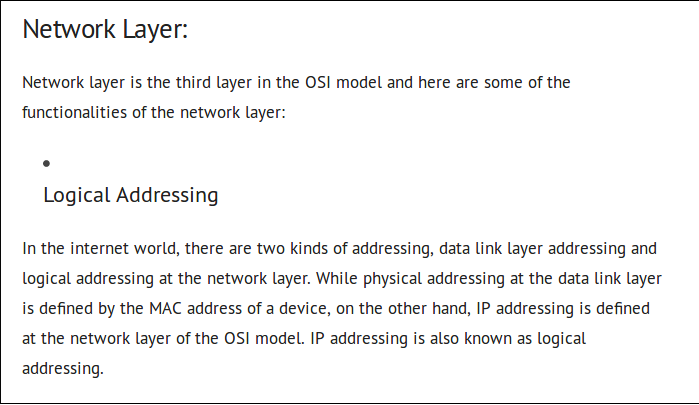 Network Layer:
Network layer is the third layer in the OSI model and here are some of the
functionalities of the network layer:
Logical Addressing
In the internet world, there are two kinds of addressing, data link layer addressing and
logical addressing at the network layer. While physical addressing at the data link layer
is defined by the MAC address of a device, on the other hand, IP addressing is defined
at the network layer of the OSI model. IP addressing is also known as logical
addressing.